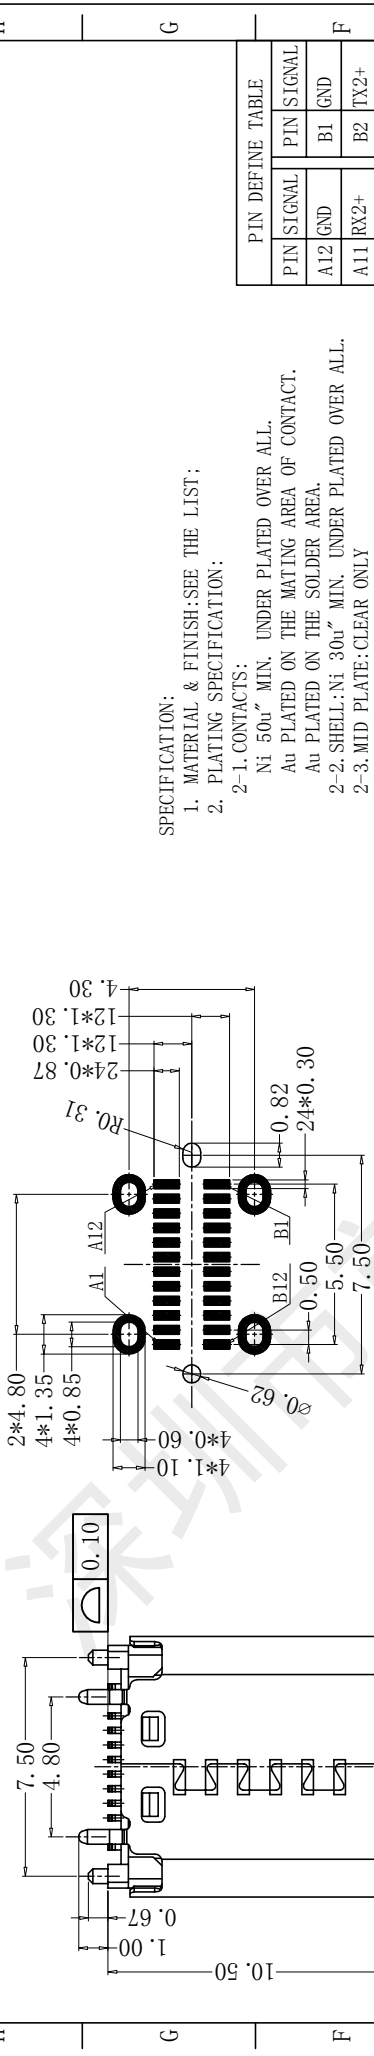 H
G
F
PIN DEFINE TABLE
PIN SIGNAL PIN SIGNAL
A12 GND B1 GND
A11 RX2+ B2 TX2+
SPECIFICATION:
1. MATERIAL & FINISH:SEE THE LIST;
2. PLATING SPECIFICATION:
2-1.CONTACTS:
Ni 50u" MIN. UNDER PLATED OVER ALL.
Au PLATED ON THE MATING AREA OF CONTACT.
Au PLATED ON THE SOLDER AREA.
2-2.SHELL:Ni 30u" MIN. UNDER PLATED OVER ALL.
2-3.MID PLATE:CLEAR ONLY
2*4.80
4*1.35
4*0.85
4*1.10
4*0.60
A1
A12
R0.31
24*0.87
12*1.30
12*1.30
4.30
0.82
24*0.30
B1
B12
0.50
5.50
7.50
⌀0.62
深圳市
0.10
7.50
4.80
0.67
1.00
10.50
H
G
F